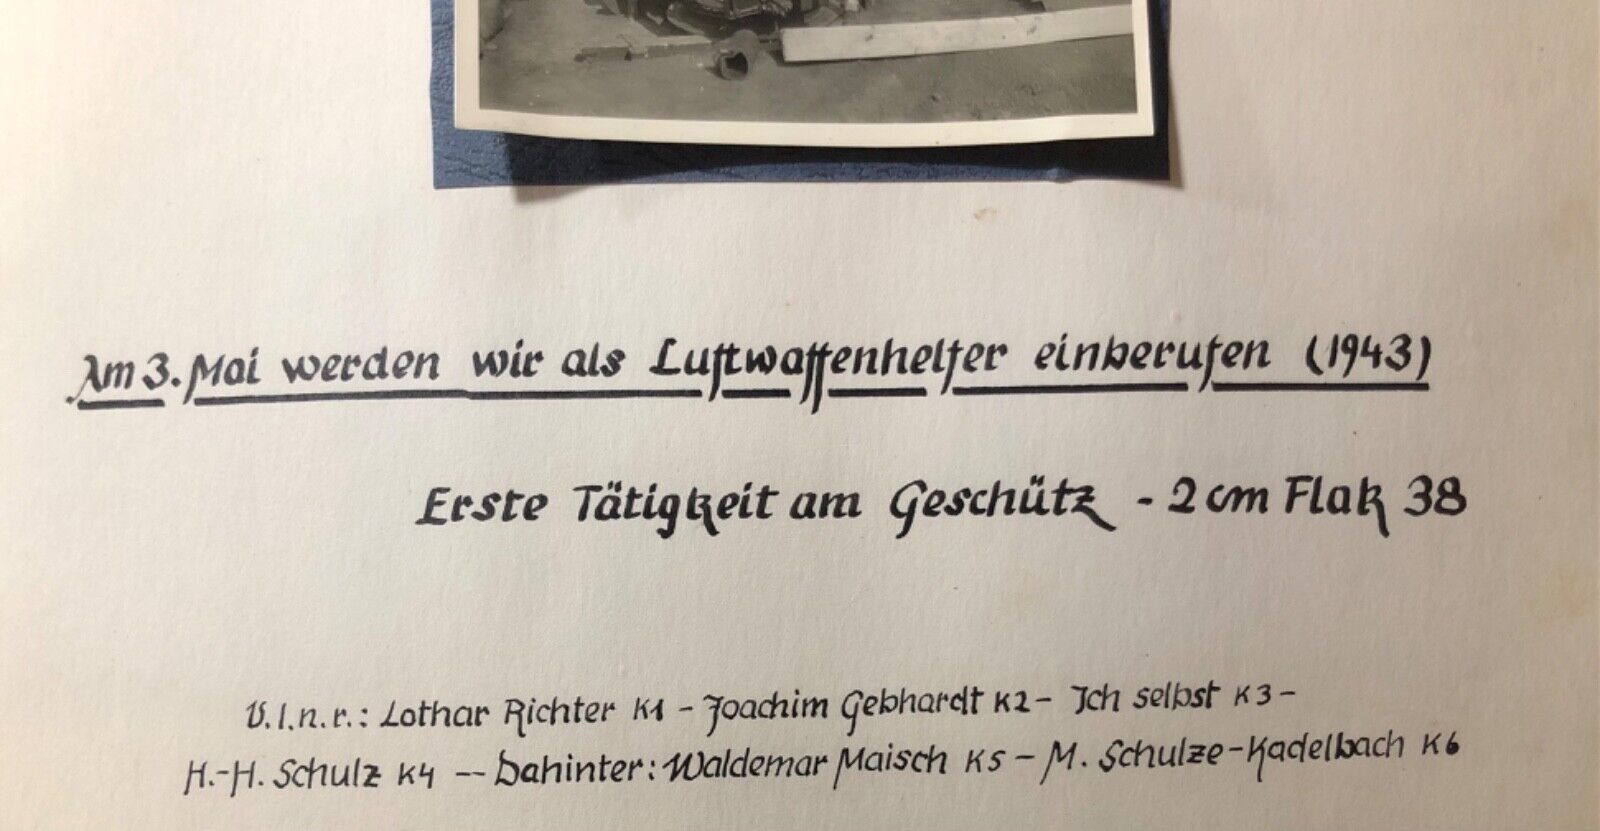 Am 3. Mai werden wir als Luftwaffenhelfer einberufen (1943)
Erste Tätigkeit am Geschütz - 2 cm Flak 38
V.l.n.r.: Lothar Richter K1 - Joachim Gebhardt K2 - Ich selbst K3 -
H.-H. Schulz K4 -- Dahinter: Waldemar Maisch K5 - M. Schulze-Kadelbach K6